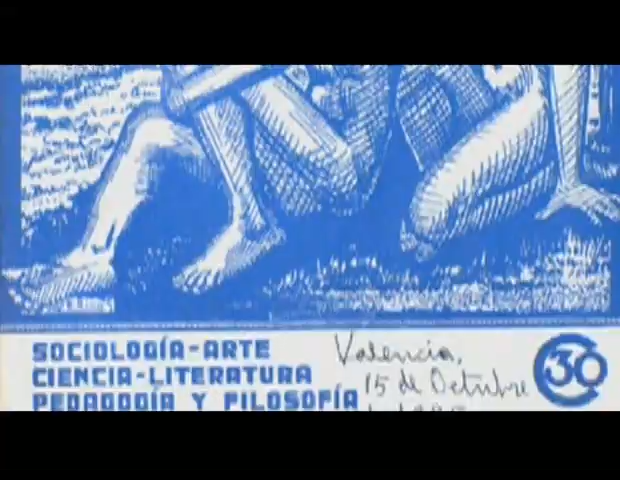 SOCIOLOGÍA-ARTE
CIENCIA-LITERATURA
PEDAGOGÍA Y FILOSOFÍA
Valencia,
15 de Octubre
30